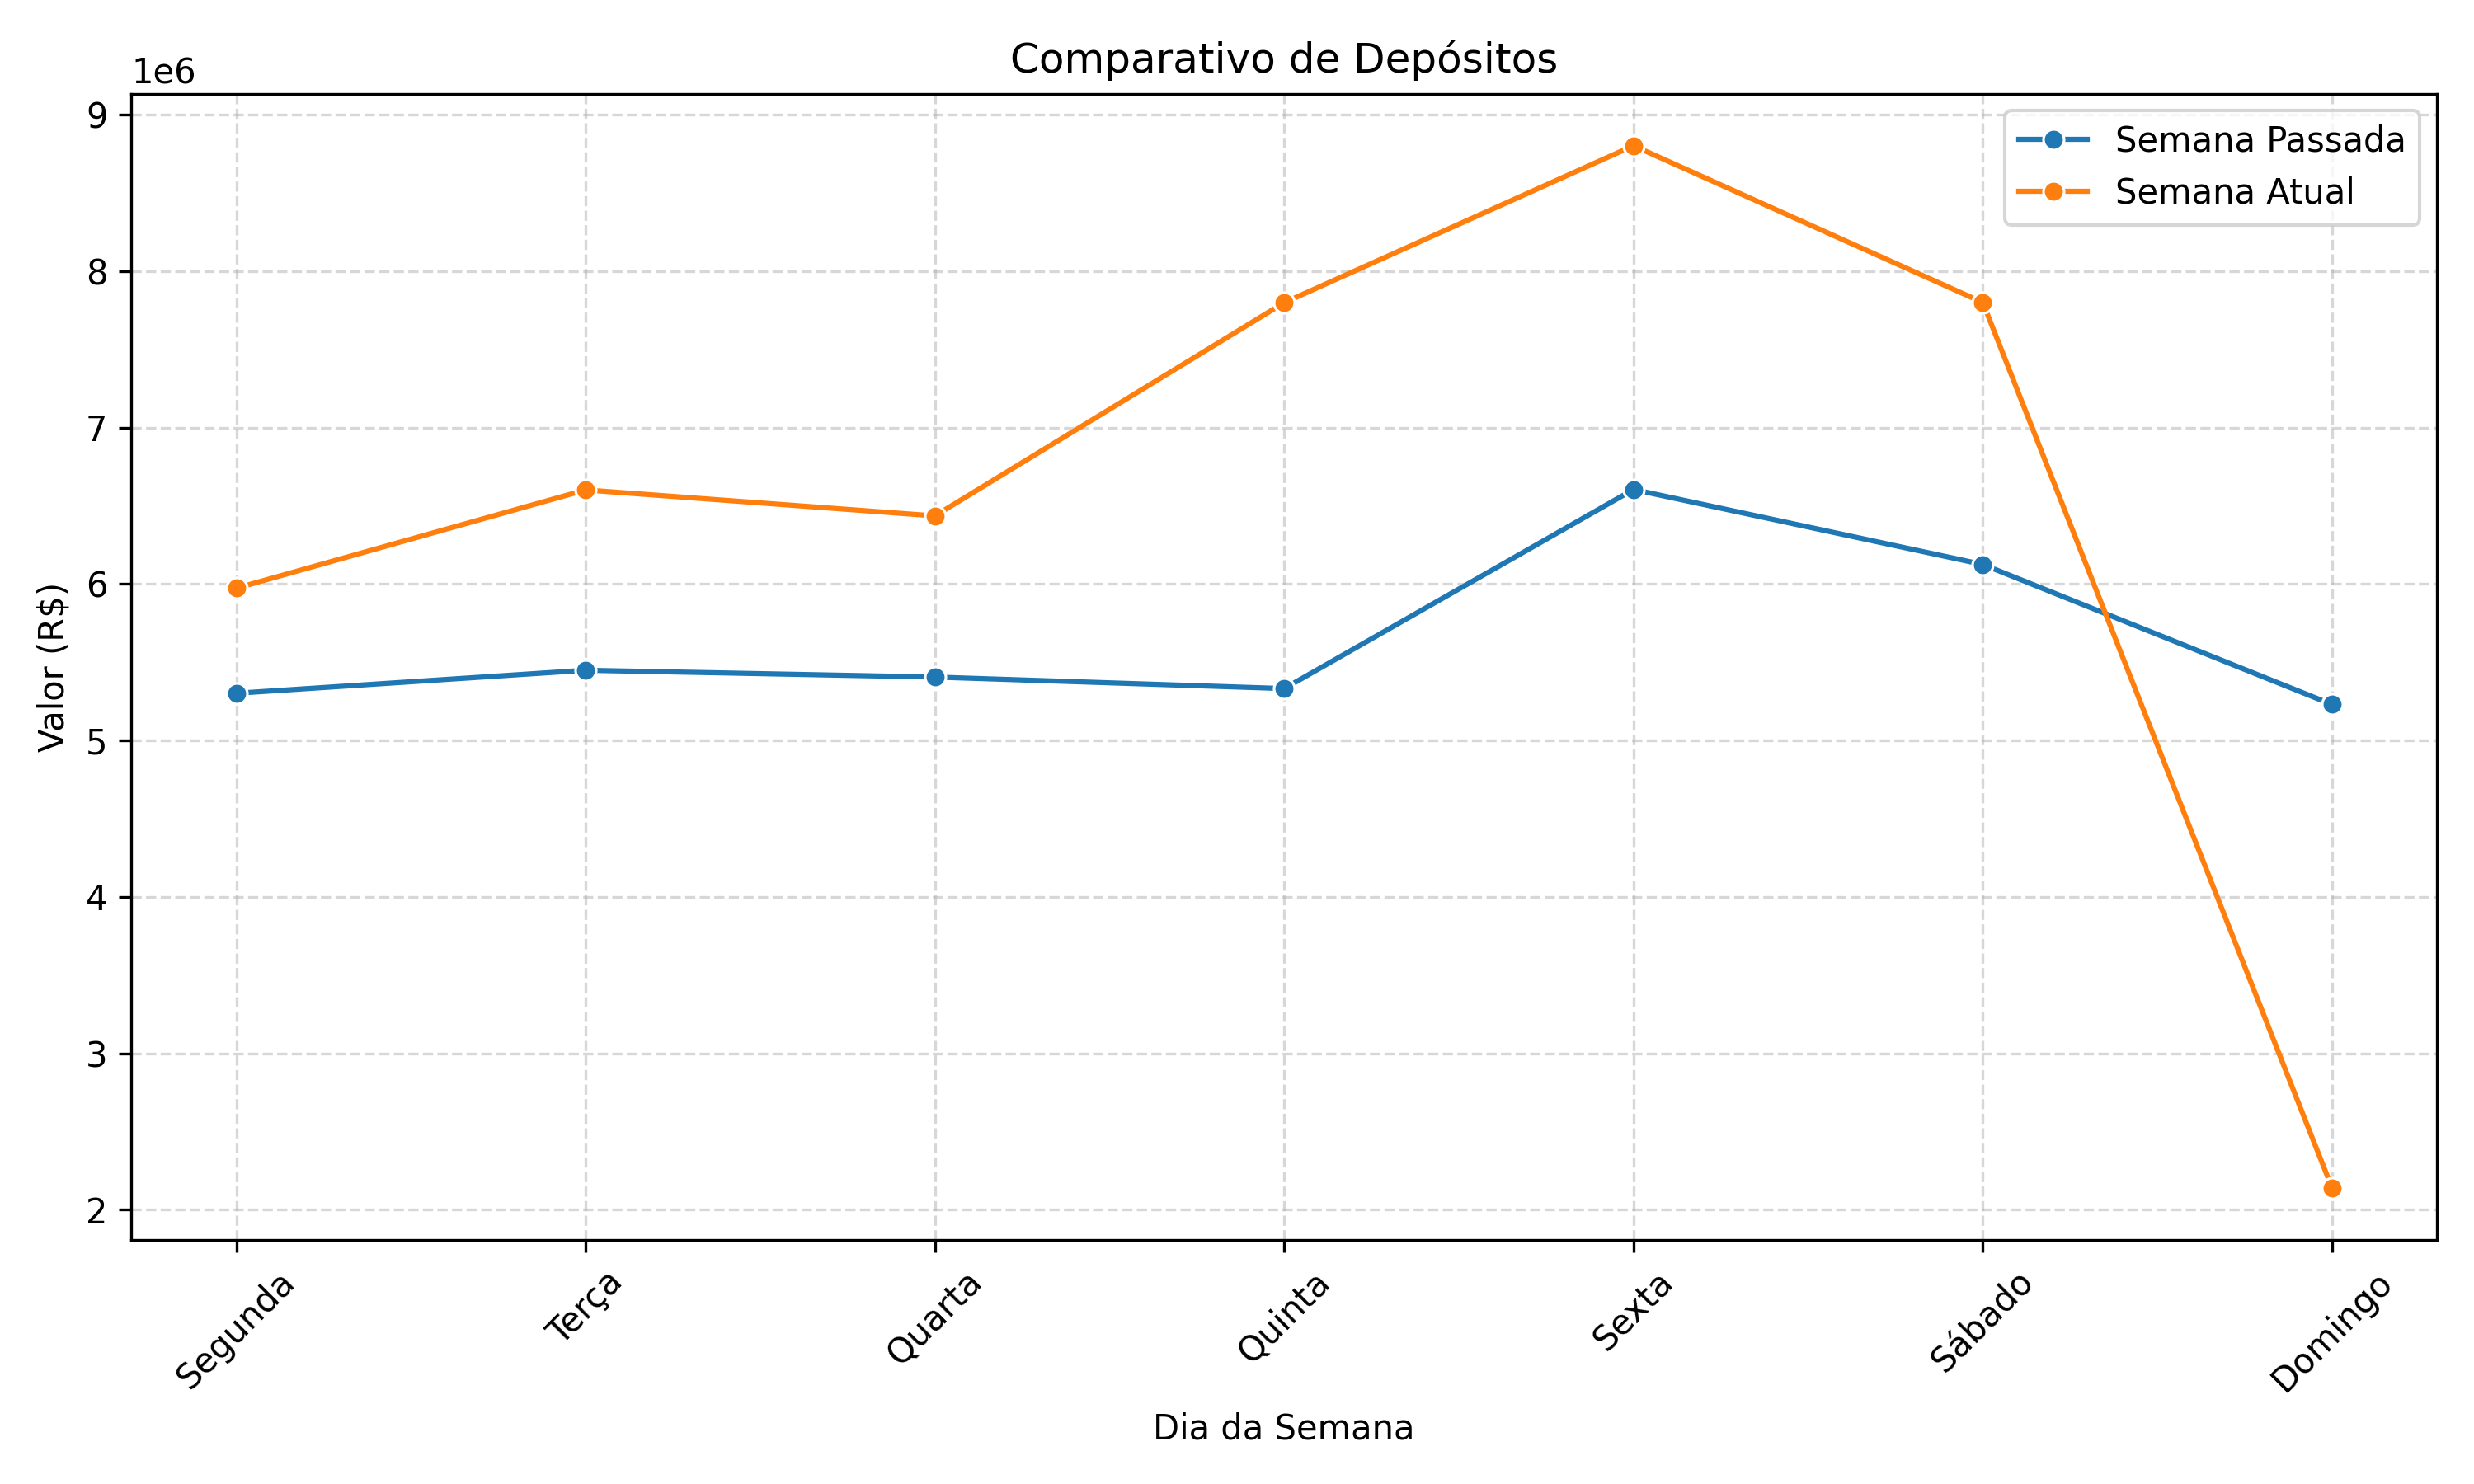 Comparativo de Depósitos
1e6
9
8
7
6
5
4
3
2
Valor (R$)
Semana Passada
Semana Atual
Segunda
Terça
Quarta
Quinta
Sexta
Sábado
Domingo
Dia da Semana